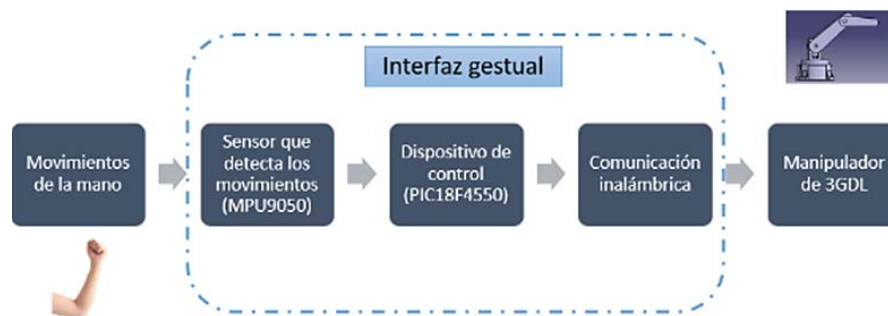 Interfaz gestual
Movimientos
de la mano
Sensor que
detecta los
movimientos
(MPU9050)
Dispositivo de
control
(PIC18F4550)
Comunicación
inalámbrica
Manipulador
de 3GDL